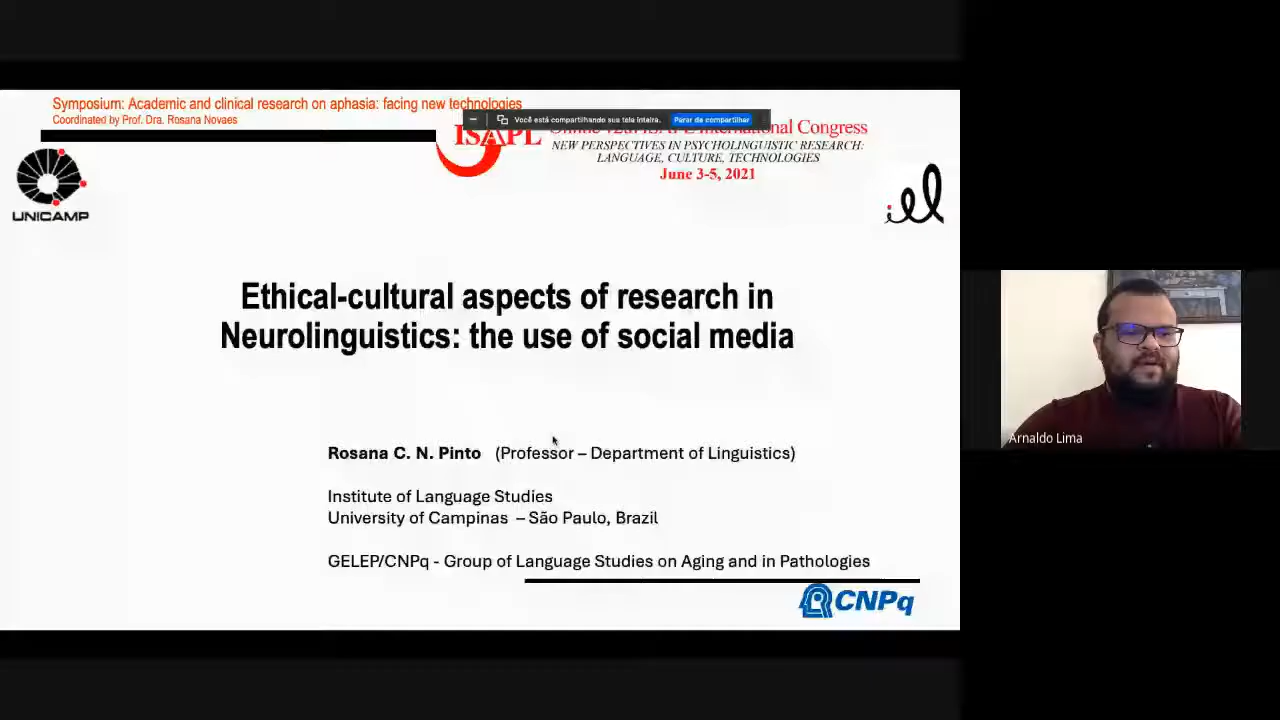 Symposium: Academic and clinical research on aphasia: facing new technologies
Coordinated by Prof. Dra. Rosana Novaes
Você está compartilhando sua tela inteira. Parar de compartilhar
ISAPL International Congress
NEW PERSPECTIVES IN PSYCHOLINGUISTIC RESEARCH:
LANGUAGE, CULTURE, TECHNOLOGIES
June 3-5, 2021
UNICAMP
iel
Ethical-cultural aspects of research in
Neurolinguistics: the use of social media
Rosana C. N. Pinto (Professor – Department of Linguistics)
Institute of Language Studies
University of Campinas – São Paulo, Brazil
GELEP/CNPq - Group of Language Studies on Aging and in Pathologies
CNPq
Arnaldo Lima